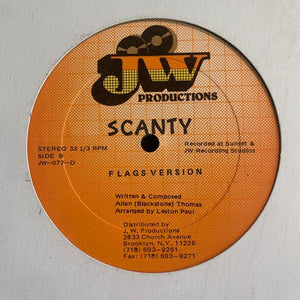 JW
PRODUCTIONS
SCANTY
STEREO 33 1/3 RPM
SIDE B
JW-077-D
Recorded at Sunset &
JW Recording Studios
FLAGS VERSION
Written & Composed
Allen (Blackstone) Thomas
Arranged by Leston Paul
Distributed by
J. W. Productions
2833 Church Avenue
Brooklyn, N.Y. 11226
(718) 693-9261
Fax: (718) 693-9271